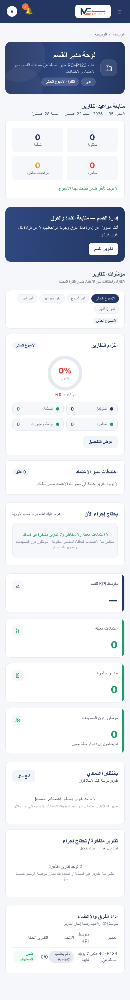 2
R
الرئيسية › الرئيسية
لوحة مدير القسم
أهلاً، RC-P123 مدير اصطناعيّ — أداء القسم وسير
الاعتماد والاختناقات
مدير
الفترة: الأسبوع الحالي
متابعة مواعيد التقارير
الأسبوع 35 — 2026 (السبت 22 أغسطس — الجمعة 28 أغسطس)
0
مطلوبة
0
مُسلَّمة
0
متأخّرة
0
مراجعات متأخّرة
لا يوجد تأخّر ضمن نطاقك لهذا الأسبوع.
إدارة القسم — متابعة القادة والفرق
أنت مسؤول عن إدارة قادة الفرق وجودة مراجعتهم، لا عن قراءة كل
تقرير فردي.
تقارير القسم
مؤشّرات التقارير
الالتزام واختناقات سير الاعتماد ضمن الفترة المحدّدة
الأسبوع الحالي
آخر أسبوع
آخر أسبوعين
آخر شهر
آخر 3 أشهر
الأسبوع الحالي
التزام التقارير
الأسبوع الحالي
0%
الالتزام
في الموعد 0%
المتوقّعة 0
المُسلَّمة 0
المتأخرة 0
لم تُسلَّم وتجاوزت 0
عرض التفاصيل
اختناقات سير الاعتماد
0 عالق
لا توجد تقارير عالقة في مسارات الاعتماد ضمن نطاقك.
يحتاج إجراء الآن
أهم ما عليك فعله، مرتّبًا حسب الأولوية
لا اعتمادات معلّقة ولا مخاطر ولا تقارير متأخرة في قسمك.
ستظهر هنا الاعتمادات المعلّقة، المخاطر المفتوحة، الموظفون دون المستهدف،
والتقارير المتأخرة.
متوسط KPI للقسم
—
اعتمادات معلّقة
0
تقارير متأخرة
0
موظفون دون المستهدف
0
قد يحتاجون إلى دعم أو خطة تحسين
بانتظار اعتمادي
تقارير مرسلة إليك لاتخاذ قرار
فتح الكل
لا توجد تقارير بانتظار اعتمادك. أحسنت!
تظهر هنا التقارير عندما يُرسلها أعضاء فريقك لاعتمادك. لا حاجة لأي إجراء الآن.
تقارير متأخرة / تحتاج إجراء
لم تُرسل بعد أو أُعيدت للتعديل
لا توجد تقارير متأخرة.
تظهر هنا التقارير غير المُسلّمة أو المُعادة عند تجاوز موعدها. الوضع منضبط
حاليًا.
أداء الفرق والأعضاء
متوسط KPI والاتجاه ونسبة إنجاز التقارير
العضو
متوسط
KPI
الاتجاه
التقارير
الحالة
RC-P123 مدير
اصطناعيّ
لا يوجد
تقييم
• لم يُحتسب
الاتجاه بعد
0/0
ضمن
المستهدف